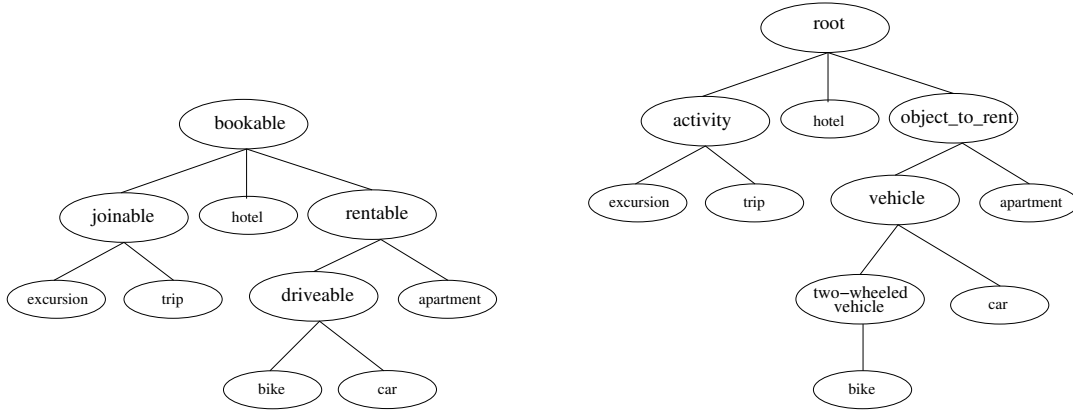 bookable
joinable
hotel
rentable
excursion
trip
driveable
apartment
bike
car
root
activity
hotel
object_to_rent
excursion
trip
vehicle
apartment
two−wheeled
vehicle
car
bike